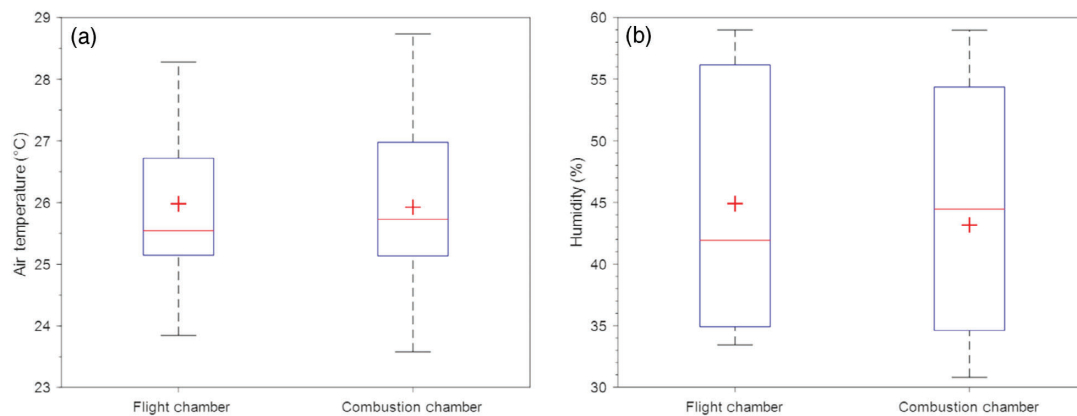 (a)
Air temperature (°C)
29
28
27
26
25
24
23
Flight chamber
Combustion chamber
(b)
Humidity (%)
60
55
50
45
40
35
30
Flight chamber
Combustion chamber